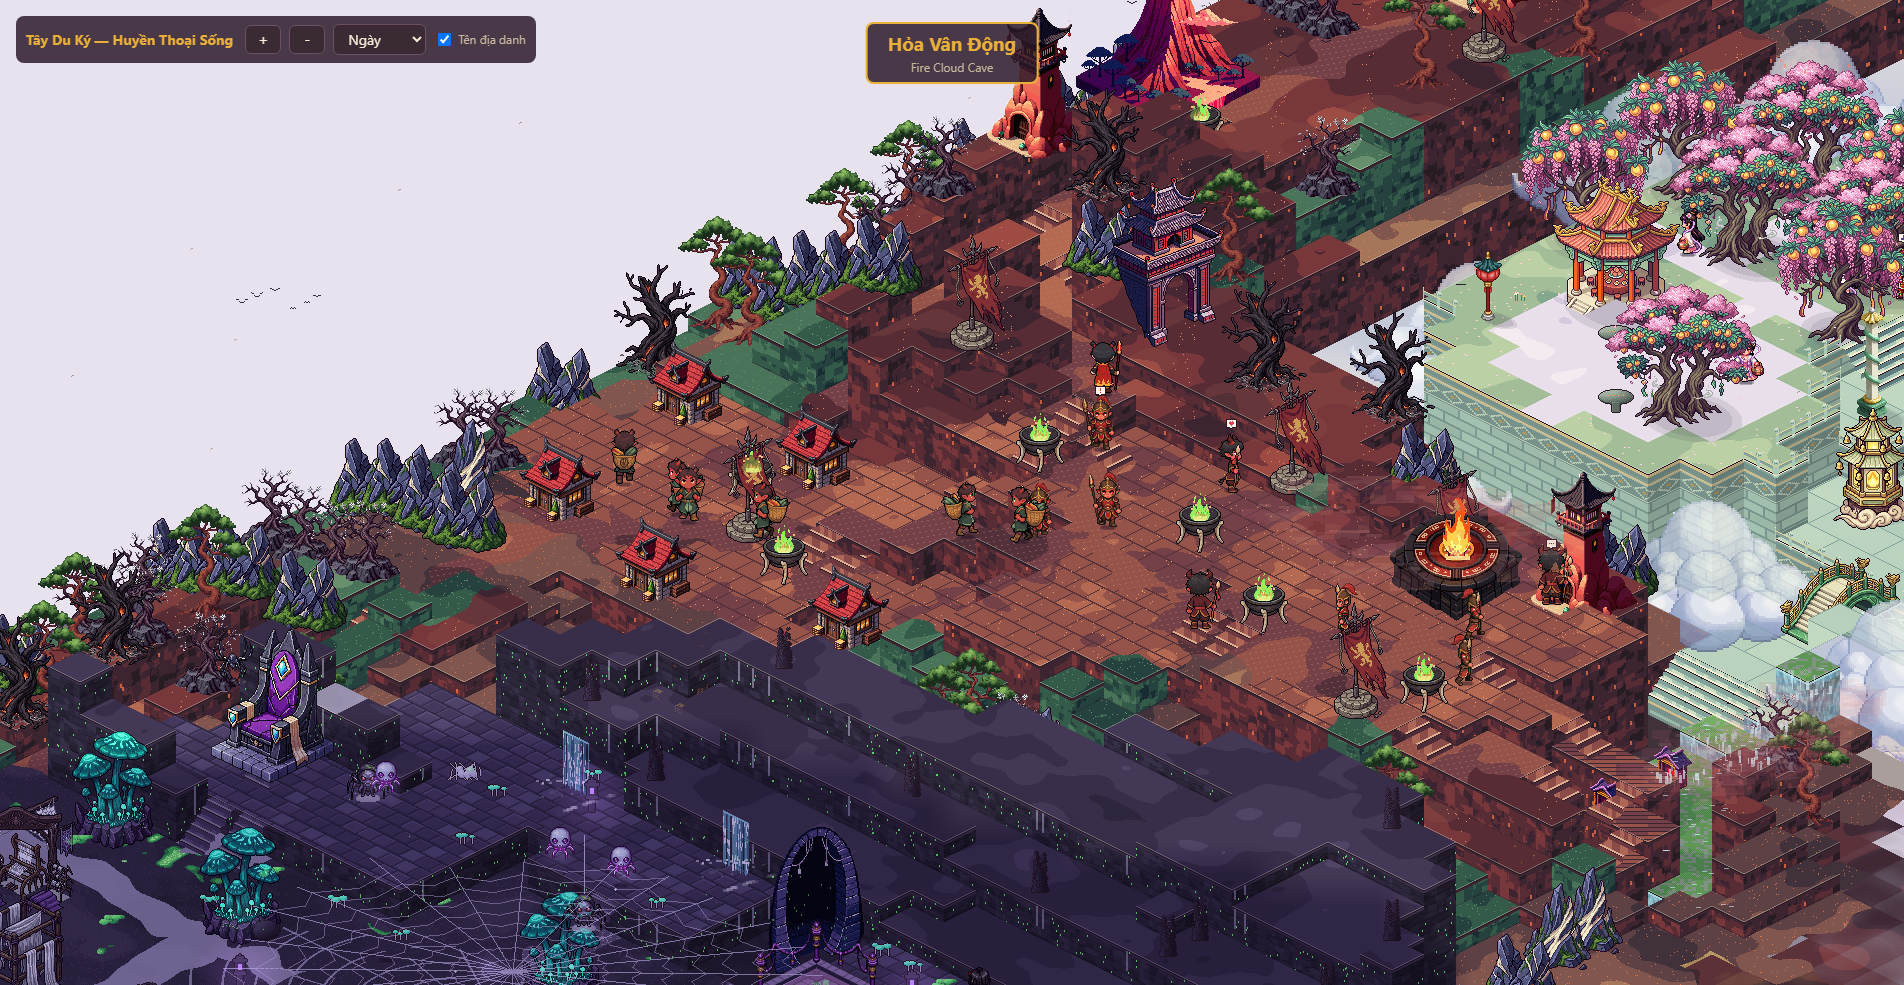 Tây Du Ký — Huyền Thoại Sống
+
-
Ngày
Tên địa danh
Hỏa Vân Động
Fire Cloud Cave